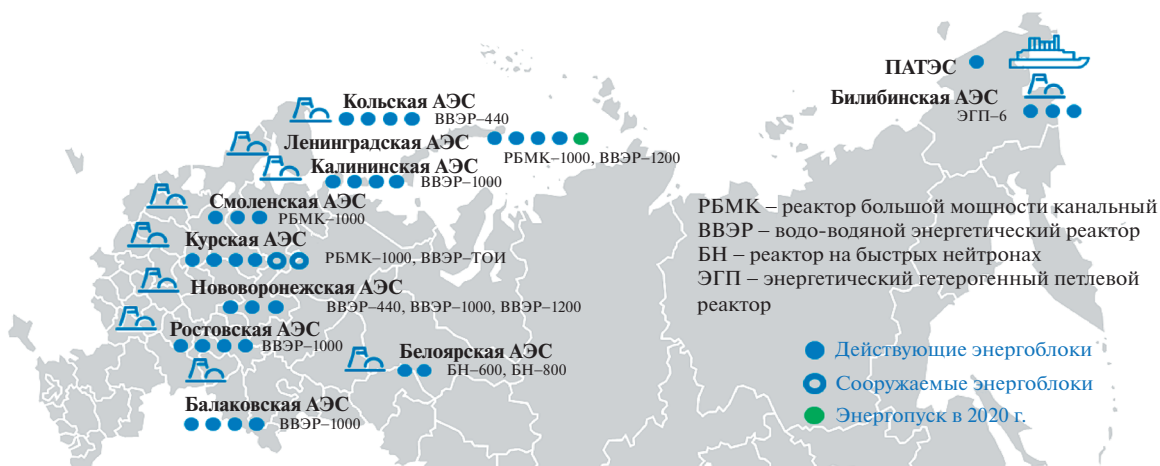 ПАТЭС
Билибинская АЭС
ЭГП–6
Кольская АЭС
ВВЭР–440
Ленинградская АЭС
РБМК–1000, ВВЭР–1200
Калининская АЭС
ВВЭР–1000
Смоленская АЭС
РБМК–1000
Курская АЭС
РБМК–1000, ВВЭР–ТОИ
Нововоронежская АЭС
ВВЭР–440, ВВЭР–1000, ВВЭР–1200
Ростовская АЭС
ВВЭР–1000
Белоярская АЭС
БН–600, БН–800
Балаковская АЭС
ВВЭР–1000
РБМК – реактор большой мощности канальный
ВВЭР – водо-водяной энергетический реактор
БН – реактор на быстрых нейтронах
ЭГП – энергетический гетерогенный петлевой
реактор
Действующие энергоблоки
Сооружаемые энергоблоки
Энергопуск в 2020 г.